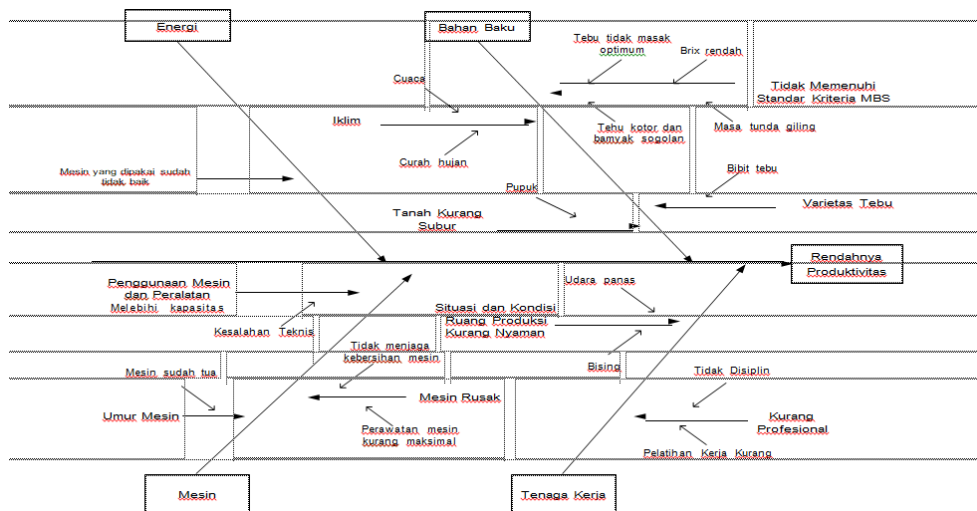 Energi
Bahan Baku
Tebu tidak masak
optimum
Brix rendah
Cuaca
Tidak Memenuhi
Standar Kriteria MBS
Iklim
Tehu kotor dan
bamyak sogolan
Masa tunda giling
Curah hujan
Mesin yang dipakai sudah
tidak baik
Bibit tebu
Pupuk
Varietas Tebu
Tanah Kurang
Subur
Rendahnya
Produktivitas
Penggunaan Mesin
dan Peralatan
Melebihi kapasitas
Udara panas
Situasi dan Kondisi
Ruang Produksi
Kurang Nyaman
Kesalahan Teknis
Tidak menjaga
kebersihan mesin
Bising
Mesin sudah tua
Tidak Disiplin
Mesin Rusak
Umur Mesin
Kurang
Profesional
Perawatan mesin
kurang maksimal
Pelatihan Kerja Kurang
Mesin
Tenaga Kerja